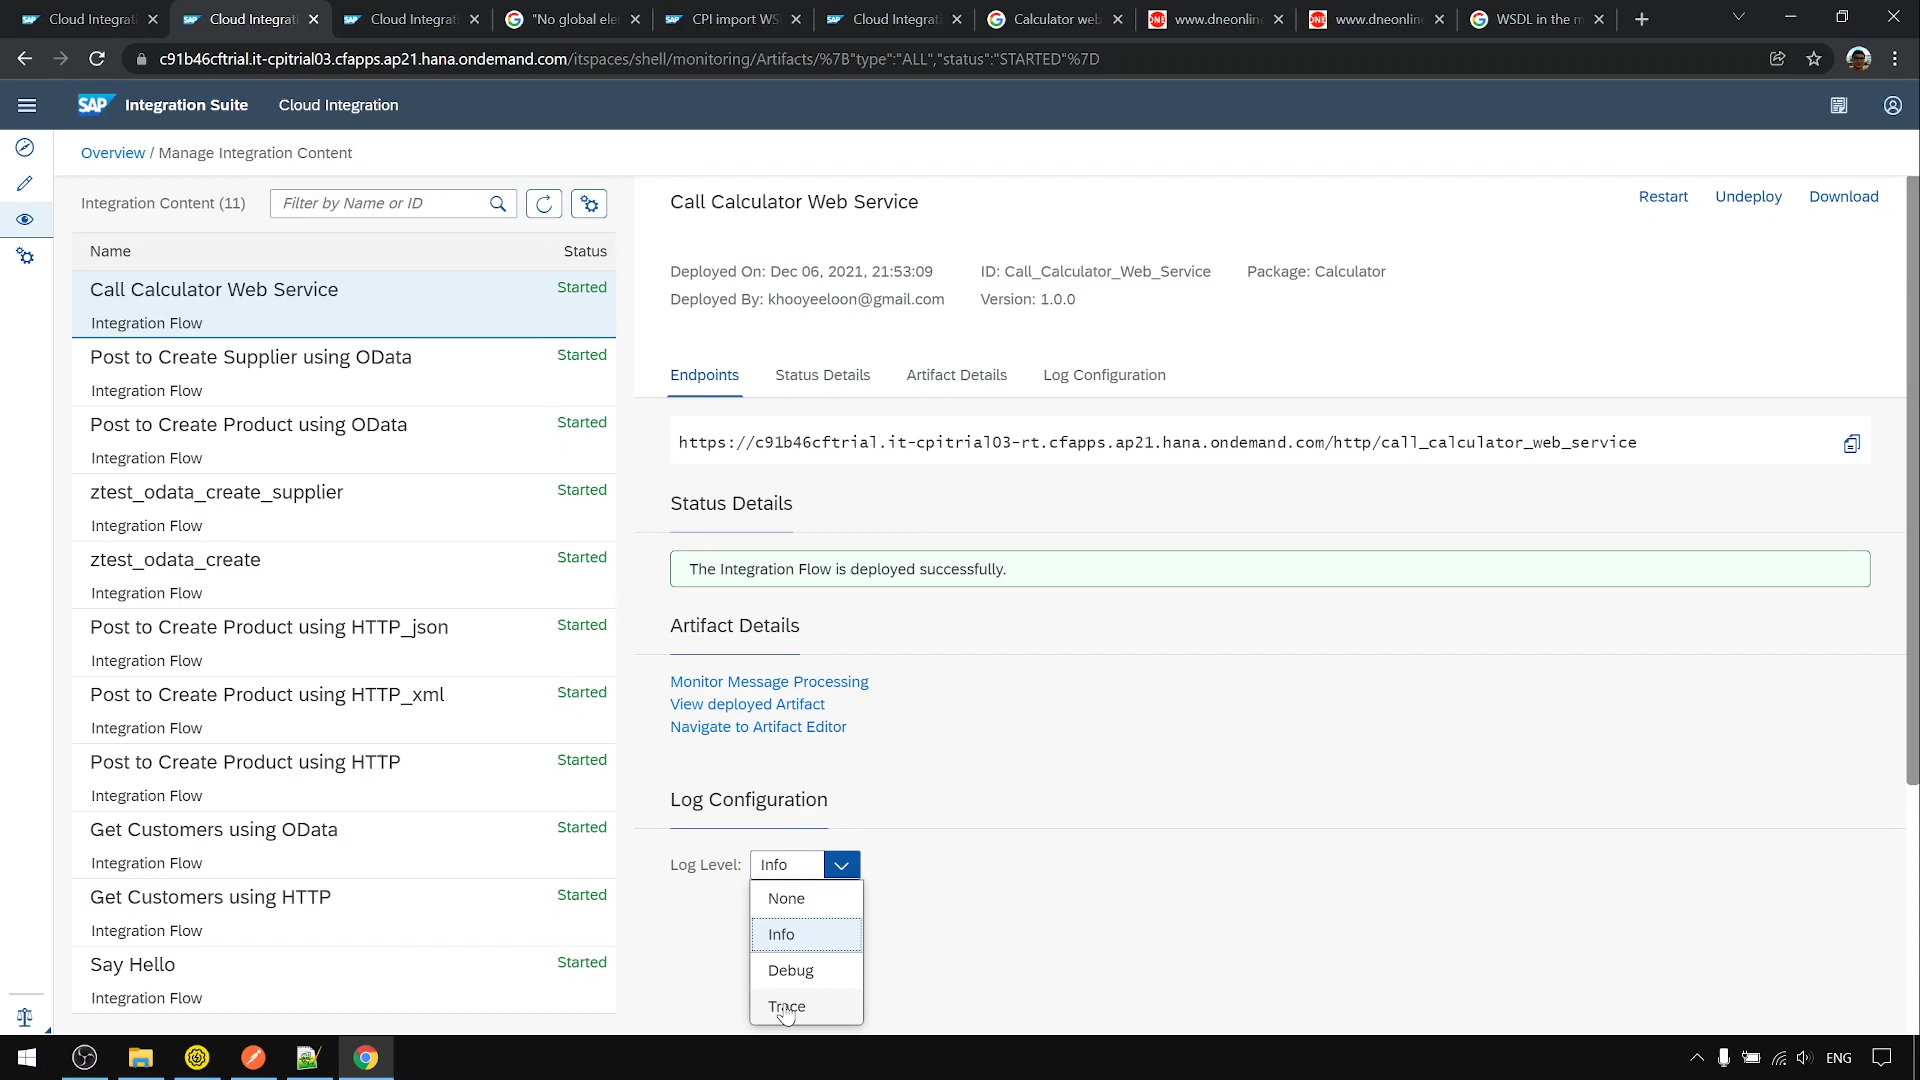 Cloud Integrati
Cloud Integrati
Cloud Integrati
"No global ele
CPI import WS
Cloud Integrati
Calculator web
www.dneonline
www.dneonline
WSDL in the m
c91b46cftrial.it-cpitrial03.cfapps.ap21.hana.ondemand.com/itspaces/shell/monitoring/Artifacts/%7B"type":"ALL","status":"STARTED"%7D
SAP Integration Suite Cloud Integration
Overview / Manage Integration Content
Integration Content (11) Filter by Name or ID
Name Status
Call Calculator Web Service Started
Integration Flow
Post to Create Supplier using OData Started
Integration Flow
Post to Create Product using OData Started
Integration Flow
ztest_odata_create_supplier Started
Integration Flow
ztest_odata_create Started
Integration Flow
Post to Create Product using HTTP_json Started
Integration Flow
Post to Create Product using HTTP_xml Started
Integration Flow
Post to Create Product using HTTP Started
Integration Flow
Get Customers using OData Started
Integration Flow
Get Customers using HTTP Started
Integration Flow
Say Hello Started
Integration Flow
Call Calculator Web Service Restart Undeploy Download
Deployed On: Dec 06, 2021, 21:53:09 ID: Call_Calculator_Web_Service Package: Calculator
Deployed By: khooyeeloon@gmail.com Version: 1.0.0
Endpoints Status Details Artifact Details Log Configuration
https://c91b46cftrial.it-cpitrial03-rt.cfapps.ap21.hana.ondemand.com/http/call_calculator_web_service
Status Details
The Integration Flow is deployed successfully.
Artifact Details
Monitor Message Processing
View deployed Artifact
Navigate to Artifact Editor
Log Configuration
Log Level: Info
None
Info
Debug
Trace
ENG